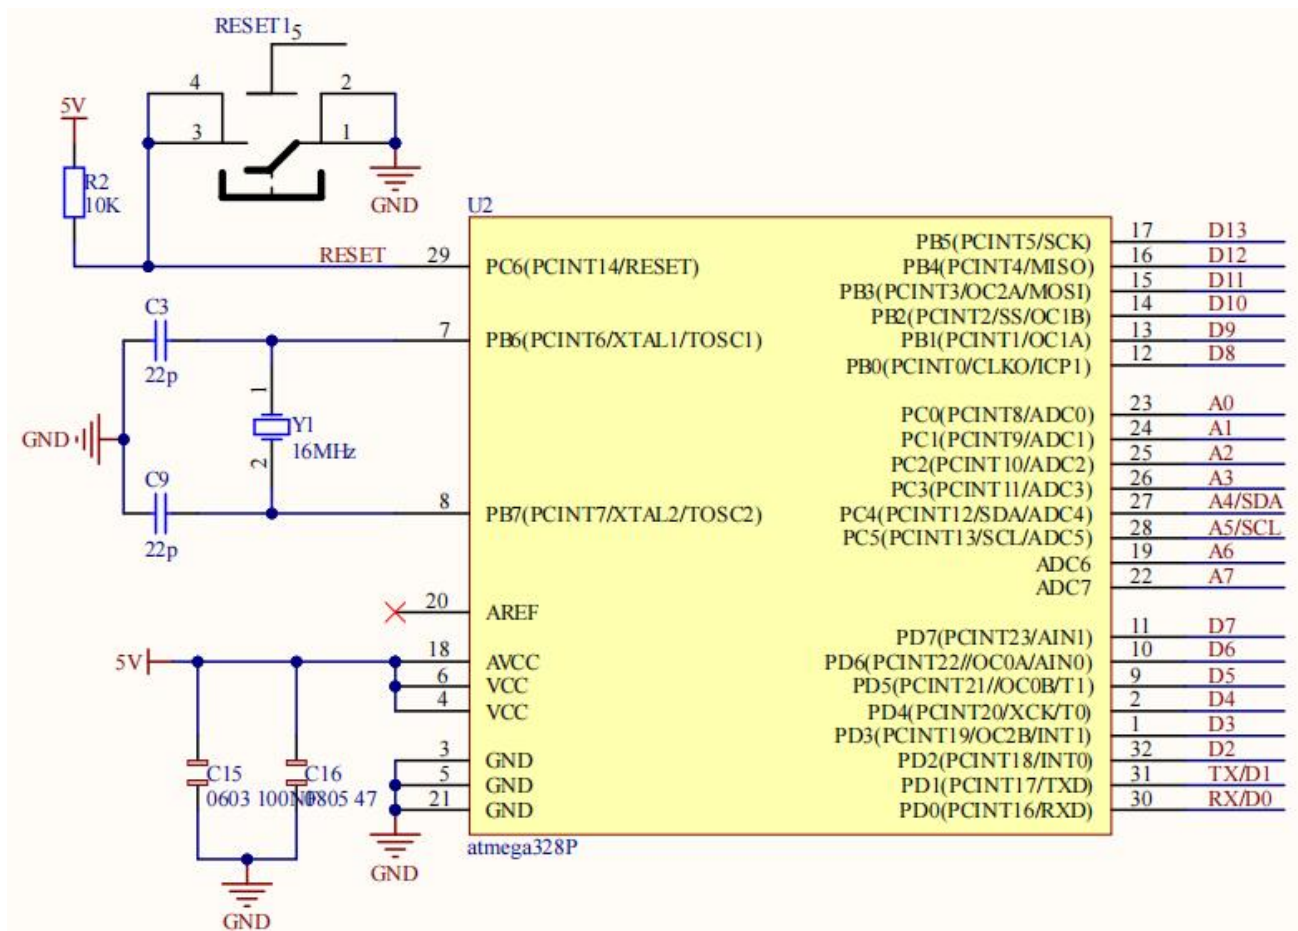 RESET1
5
4
2
3
1
5V
R2
10K
GND
RESET
29
C3
22p
7
1
Y1
16MHz
2
GND
C9
22p
8
20
5V
18
6
4
3
5
21
C15
0603 100NF
C16
0805 47
GND
GND
U2
PC6(PCINT14/RESET)
PB6(PCINT6/XTAL1/TOSC1)
PB7(PCINT7/XTAL2/TOSC2)
AREF
AVCC
VCC
VCC
GND
GND
GND
atmega328P
PB5(PCINT5/SCK) 17 D13
PB4(PCINT4/MISO) 16 D12
PB3(PCINT3/OC2A/MOSI) 15 D11
PB2(PCINT2/SS/OC1B) 14 D10
PB1(PCINT1/OC1A) 13 D9
PB0(PCINT0/CLKO/ICP1) 12 D8
PC0(PCINT8/ADC0) 23 A0
PC1(PCINT9/ADC1) 24 A1
PC2(PCINT10/ADC2) 25 A2
PC3(PCINT11/ADC3) 26 A3
PC4(PCINT12/SDA/ADC4) 27 A4/SDA
PC5(PCINT13/SCL/ADC5) 28 A5/SCL
ADC6 19 A6
ADC7 22 A7
PD7(PCINT23/AIN1) 11 D7
PD6(PCINT22//OC0A/AIN0) 10 D6
PD5(PCINT21//OC0B/T1) 9 D5
PD4(PCINT20/XCK/T0) 2 D4
PD3(PCINT19/OC2B/INT1) 1 D3
PD2(PCINT18/INT0) 32 D2
PD1(PCINT17/TXD) 31 TX/D1
PD0(PCINT16/RXD) 30 RX/D0